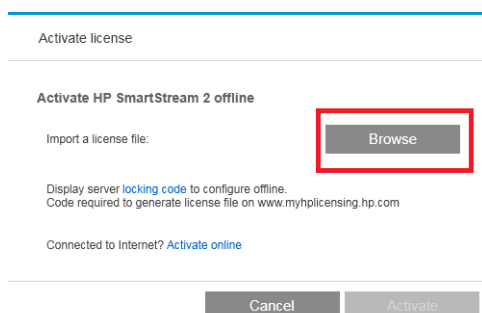 Activate license
Activate HP SmartStream 2 offline
Import a license file:
Browse
Display server locking code to configure offline.
Code required to generate license file on www.myhplicensing.hp.com
Connected to Internet? Activate online
Cancel
Activate